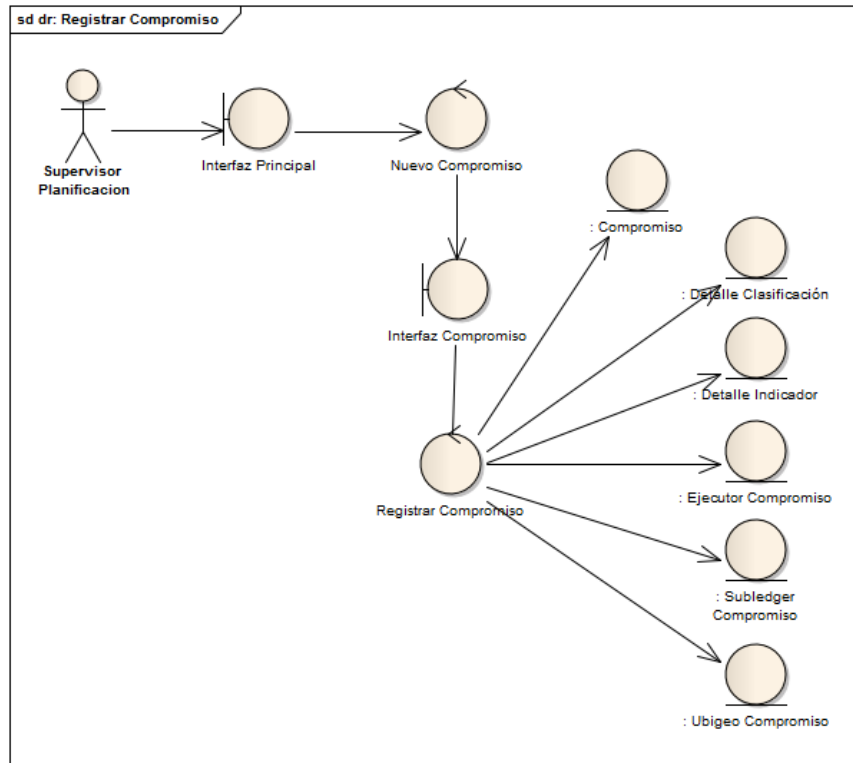 sd dr: Registrar Compromiso
Supervisor
Planificacion
Interfaz Principal
Nuevo Compromiso
: Compromiso
: Detalle Clasificación
Interfaz Compromiso
: Detalle Indicador
Registrar Compromiso
: Ejecutor Compromiso
: Subledger
Compromiso
: Ubigeo Compromiso